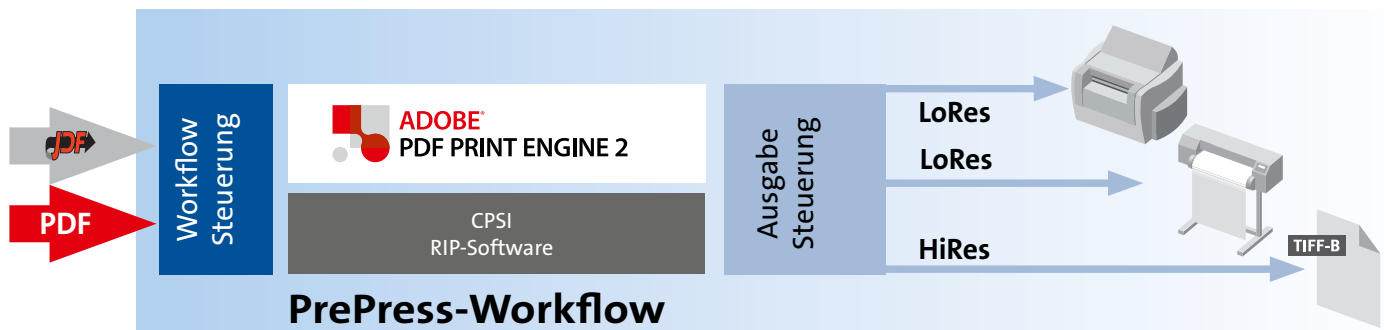 JDF
PDF
Workflow
Steuerung
ADOBE®
PDF PRINT ENGINE 2
CPSI
RIP-Software
Ausgabe
Steuerung
LoRes
LoRes
HiRes
TIFF-B
PrePress-Workflow